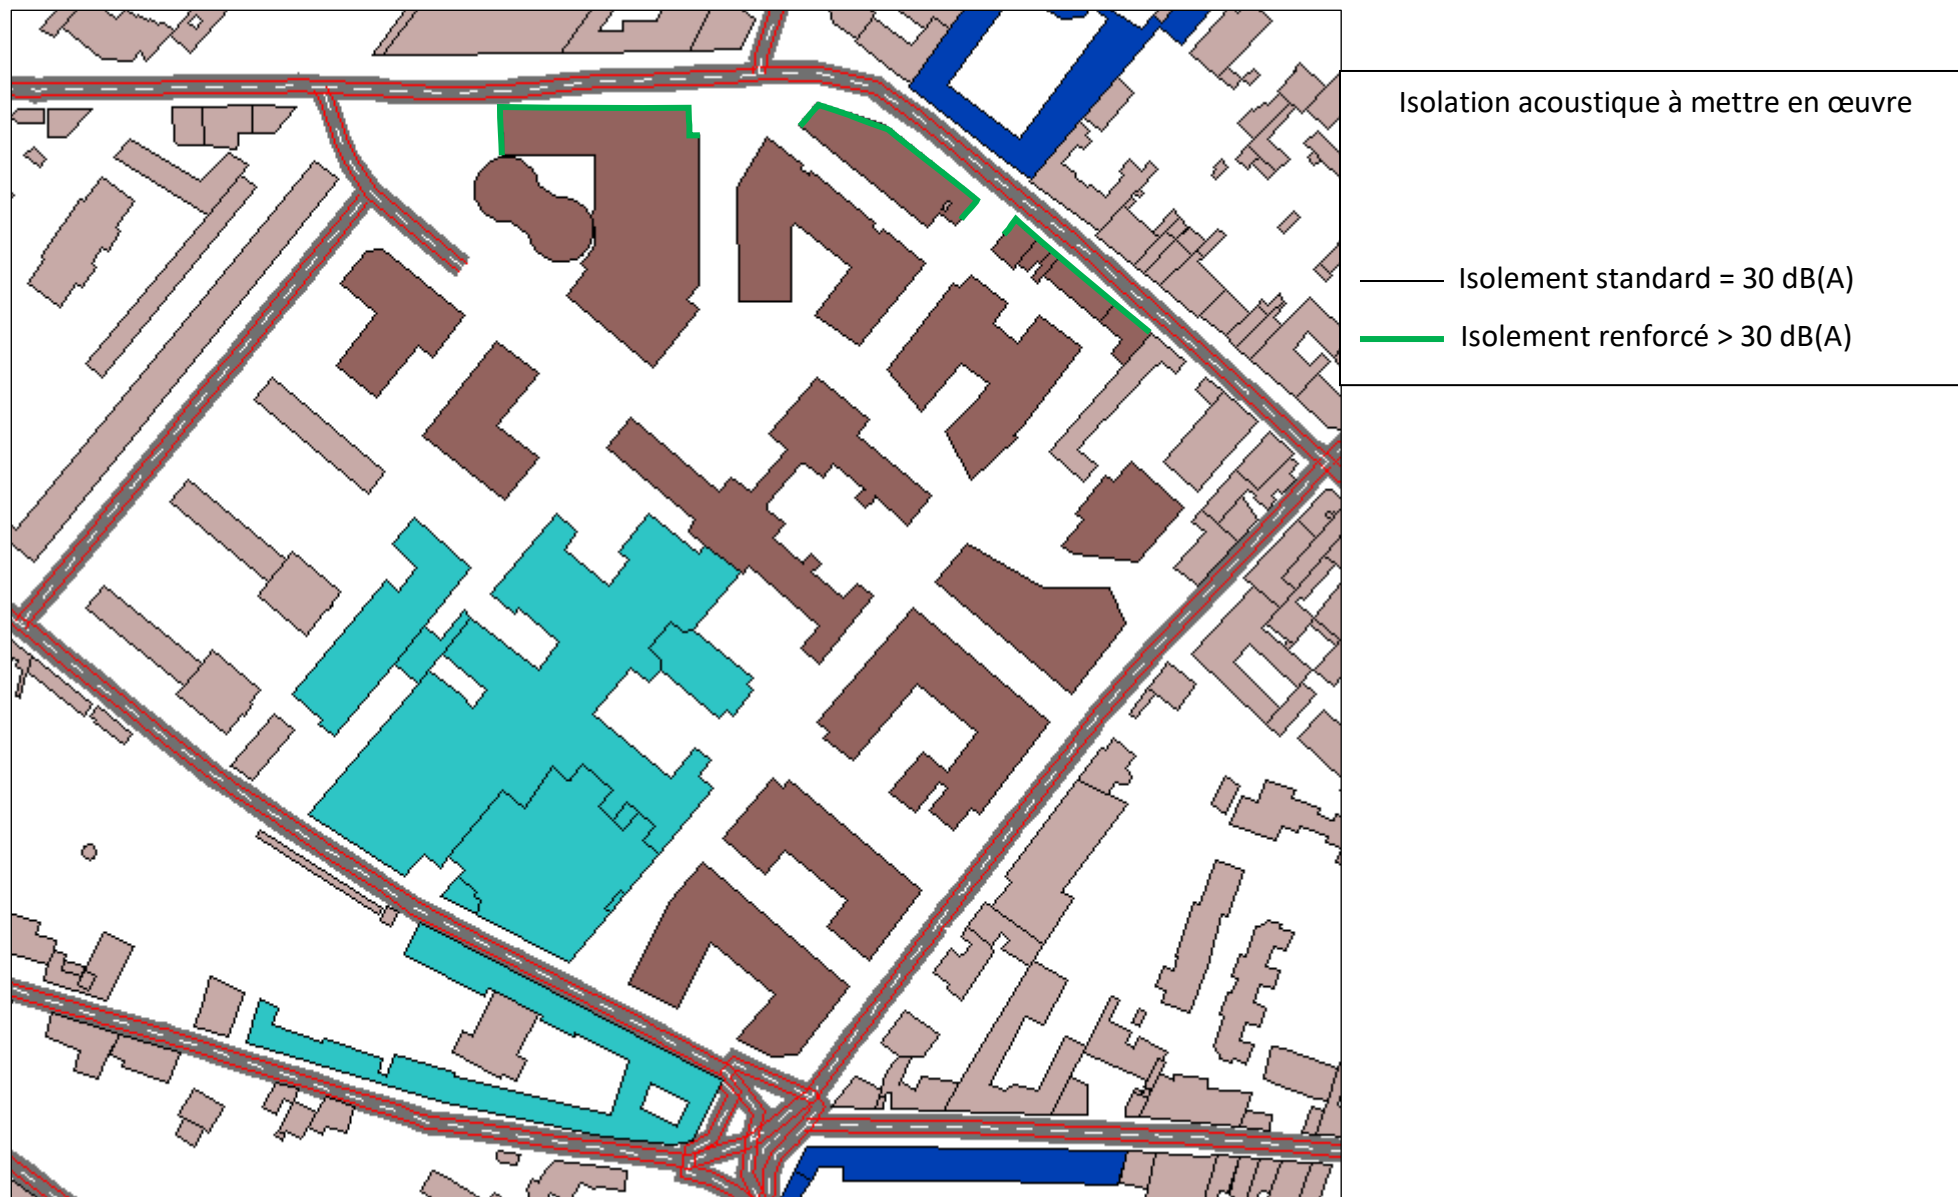 Isolation acoustique à mettre en œuvre
Isolement standard = 30 dB(A)
Isolement renforcé > 30 dB(A)